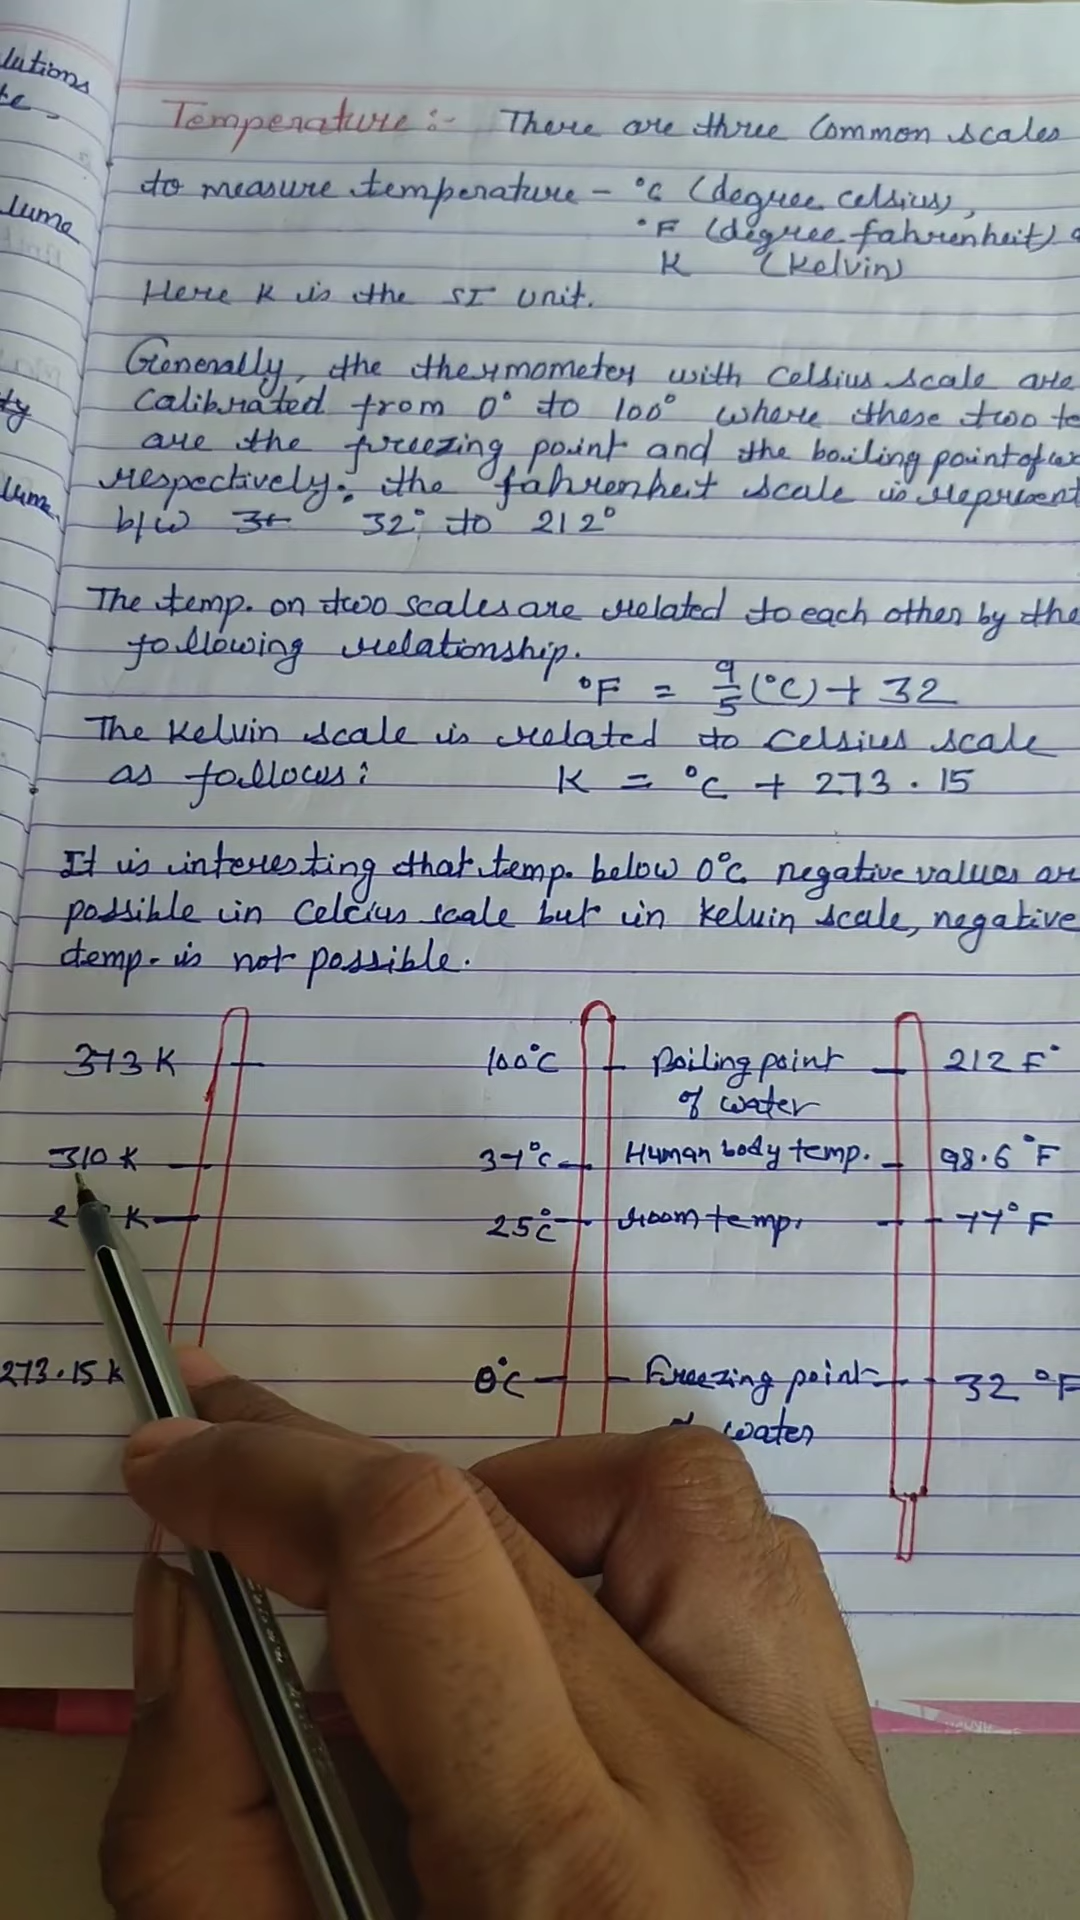 lutions
te,
lume
ty
lume
Temperature :- There are three Common scales
to measure temperature – °C (degree celsius),
°F (degree fahrenheit)
K (Kelvin)
Here K is the SI unit.
Generally, the thermometer with Celsius scale are
Calibrated from 0° to 100° where these two te
are the freezing point and the boiling point of wa
respectively. the fahrenheit scale is represent
b/w 32° to 212°
The temp. on two scales are related to each other by the
following relationship.
°F = 9/5 (°C) + 32
The Kelvin scale is related to Celsius scale
as follows: K = °C + 273.15
It is interesting that temp. below 0°C negative values ar
possible in Celcius scale but in Kelvin scale, negative
temp. is not possible.
373 K 100°C Boiling point 212 F°
of water
310 K 37°C Human body temp. 98.6°F
K 25°C room temp. 77°F
273.15 K 0°C Freezing point 32 °F
water